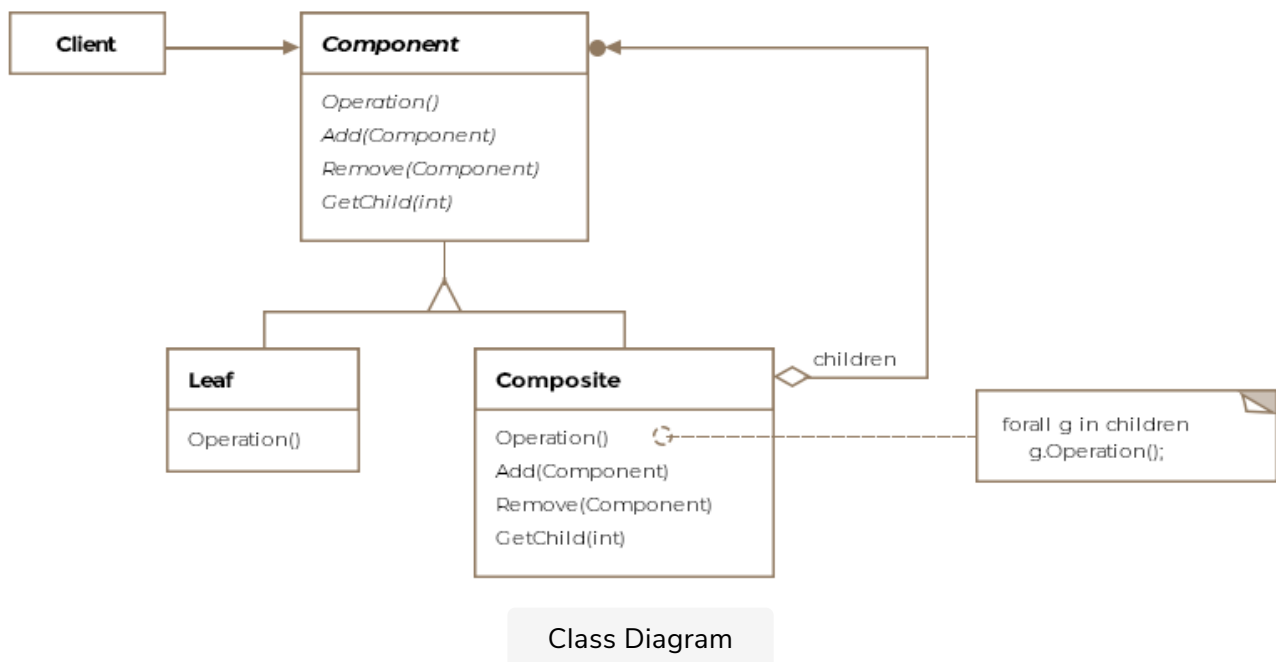 Client
Component
Operation()
Add(Component)
Remove(Component)
GetChild(int)
Leaf
Operation()
Composite
Operation()
Add(Component)
Remove(Component)
GetChild(int)
children
forall g in children
g.Operation();
Class Diagram